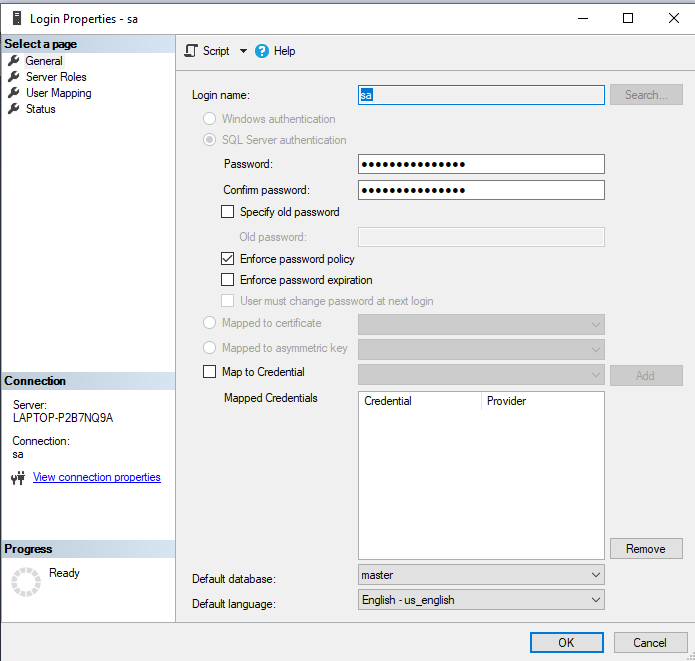 Login Properties - sa
Select a page
General
Server Roles
User Mapping
Status
Script
Help
Login name:
sa
Search...
Windows authentication
SQL Server authentication
Password:
●●●●●●●●●●●●●●●
Confirm password:
●●●●●●●●●●●●●●●
Specify old password
Old password:
Enforce password policy
Enforce password expiration
User must change password at next login
Mapped to certificate
Mapped to asymmetric key
Map to Credential
Add
Mapped Credentials
Credential Provider
Remove
Default database:
master
Default language:
English - us_english
Connection
Server:
LAPTOP-P2B7NQ9A
Connection:
sa
View connection properties
Progress
Ready
OK
Cancel